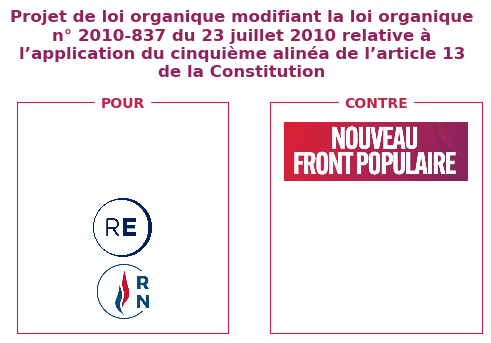 Projet de loi organique modifiant la loi organique
n° 2010-837 du 23 juillet 2010 relative à
l’application du cinquième alinéa de l’article 13
de la Constitution
POUR
CONTRE
NOUVEAU
FRONT POPULAIRE
RE
R
N